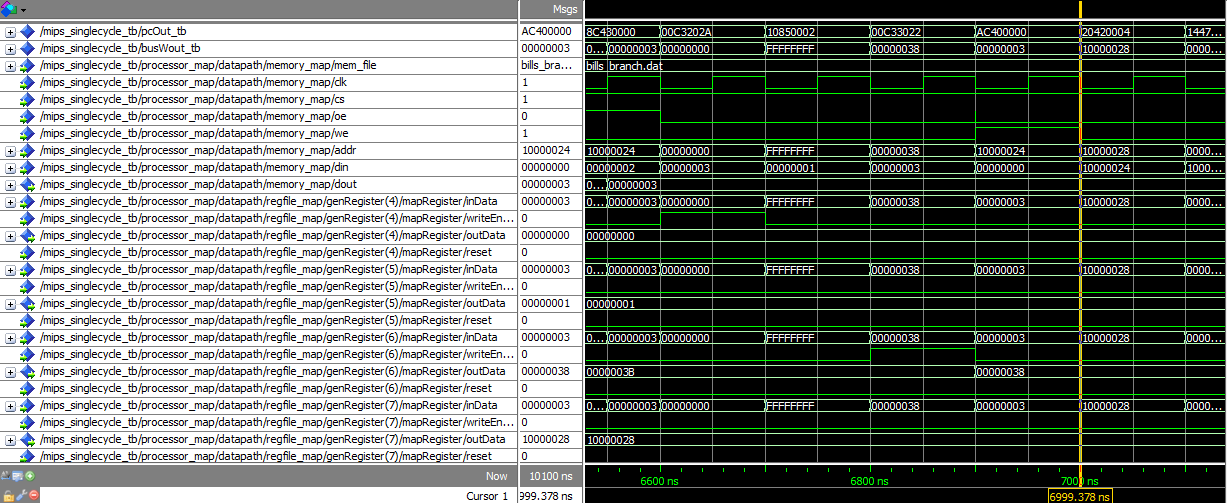 Msgs
/mips_singlecycle_tb/pcOut_tb AC400000 8C430000 00C3202A 10850002 00C33022 AC400000 20420004 1447...
/mips_singlecycle_tb/busWout_tb 00000003 0... 00000003 00000000 FFFFFFFF 00000038 00000003 10000028 0000...
/mips_singlecycle_tb/processor_map/datapath/memory_map/mem_file bills_bra... bills_branch.dat
/mips_singlecycle_tb/processor_map/datapath/memory_map/clk 1
/mips_singlecycle_tb/processor_map/datapath/memory_map/cs 1
/mips_singlecycle_tb/processor_map/datapath/memory_map/oe 0
/mips_singlecycle_tb/processor_map/datapath/memory_map/we 1
/mips_singlecycle_tb/processor_map/datapath/memory_map/addr 10000024 10000024 00000000 FFFFFFFF 00000038 10000024 10000028 0000...
/mips_singlecycle_tb/processor_map/datapath/memory_map/din 00000000 00000002 00000003 00000001 00000003 00000000 10000024 1000...
/mips_singlecycle_tb/processor_map/datapath/memory_map/dout 00000003 0... 00000003
/mips_singlecycle_tb/processor_map/datapath/regfile_map/genRegister(4)/mapRegister/inData 00000003 0... 00000003 00000000 FFFFFFFF 00000038 00000003 10000028 0000...
/mips_singlecycle_tb/processor_map/datapath/regfile_map/genRegister(4)/mapRegister/writeEn... 0
/mips_singlecycle_tb/processor_map/datapath/regfile_map/genRegister(4)/mapRegister/outData 00000000 00000000
/mips_singlecycle_tb/processor_map/datapath/regfile_map/genRegister(4)/mapRegister/reset 0
/mips_singlecycle_tb/processor_map/datapath/regfile_map/genRegister(5)/mapRegister/inData 00000003 0... 00000003 00000000 FFFFFFFF 00000038 00000003 10000028 0000...
/mips_singlecycle_tb/processor_map/datapath/regfile_map/genRegister(5)/mapRegister/writeEn... 0
/mips_singlecycle_tb/processor_map/datapath/regfile_map/genRegister(5)/mapRegister/outData 00000001 00000001
/mips_singlecycle_tb/processor_map/datapath/regfile_map/genRegister(5)/mapRegister/reset 0
/mips_singlecycle_tb/processor_map/datapath/regfile_map/genRegister(6)/mapRegister/inData 00000003 0... 00000003 00000000 FFFFFFFF 00000038 00000003 10000028 0000...
/mips_singlecycle_tb/processor_map/datapath/regfile_map/genRegister(6)/mapRegister/writeEn... 0
/mips_singlecycle_tb/processor_map/datapath/regfile_map/genRegister(6)/mapRegister/outData 00000038 0000003B 00000038
/mips_singlecycle_tb/processor_map/datapath/regfile_map/genRegister(6)/mapRegister/reset 0
/mips_singlecycle_tb/processor_map/datapath/regfile_map/genRegister(7)/mapRegister/inData 00000003 0... 00000003 00000000 FFFFFFFF 00000038 00000003 10000028 0000...
/mips_singlecycle_tb/processor_map/datapath/regfile_map/genRegister(7)/mapRegister/writeEn... 0
/mips_singlecycle_tb/processor_map/datapath/regfile_map/genRegister(7)/mapRegister/outData 10000028 10000028
/mips_singlecycle_tb/processor_map/datapath/regfile_map/genRegister(7)/mapRegister/reset 0
Now 10100 ns 6600 ns 6800 ns 7000 ns
Cursor 1 999.378 ns 6999.378 ns